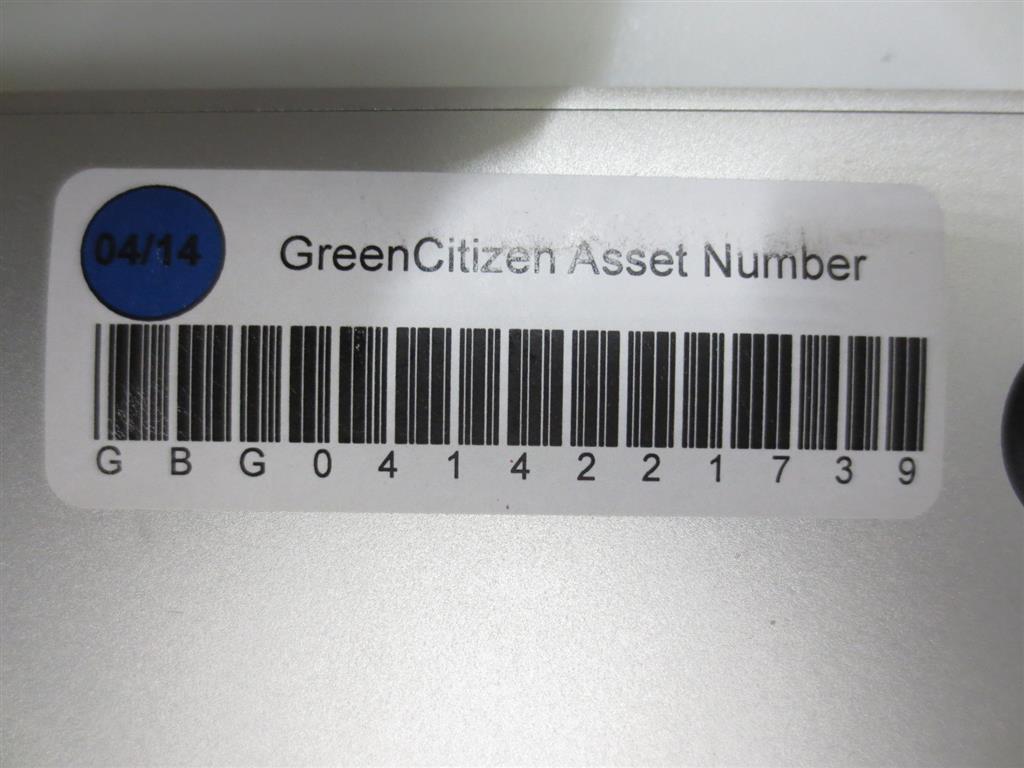 04/14
GreenCitizen Asset Number
G B G 0 4 1 4 2 2 1 7 3 9